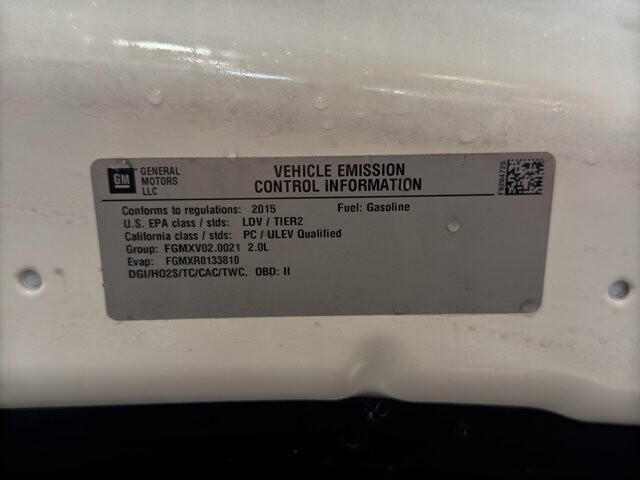 GM
GENERAL
MOTORS
LLC
VEHICLE EMISSION
CONTROL INFORMATION
Conforms to regulations: 2015 Fuel: Gasoline
U.S. EPA class / stds: LDV / TIER2
California class / stds: PC / ULEV Qualified
Group: FGMXV02.0021 2.0L
Evap: FGMXR0133810
DGI/HO2S/TC/CAC/TWC, OBD: II